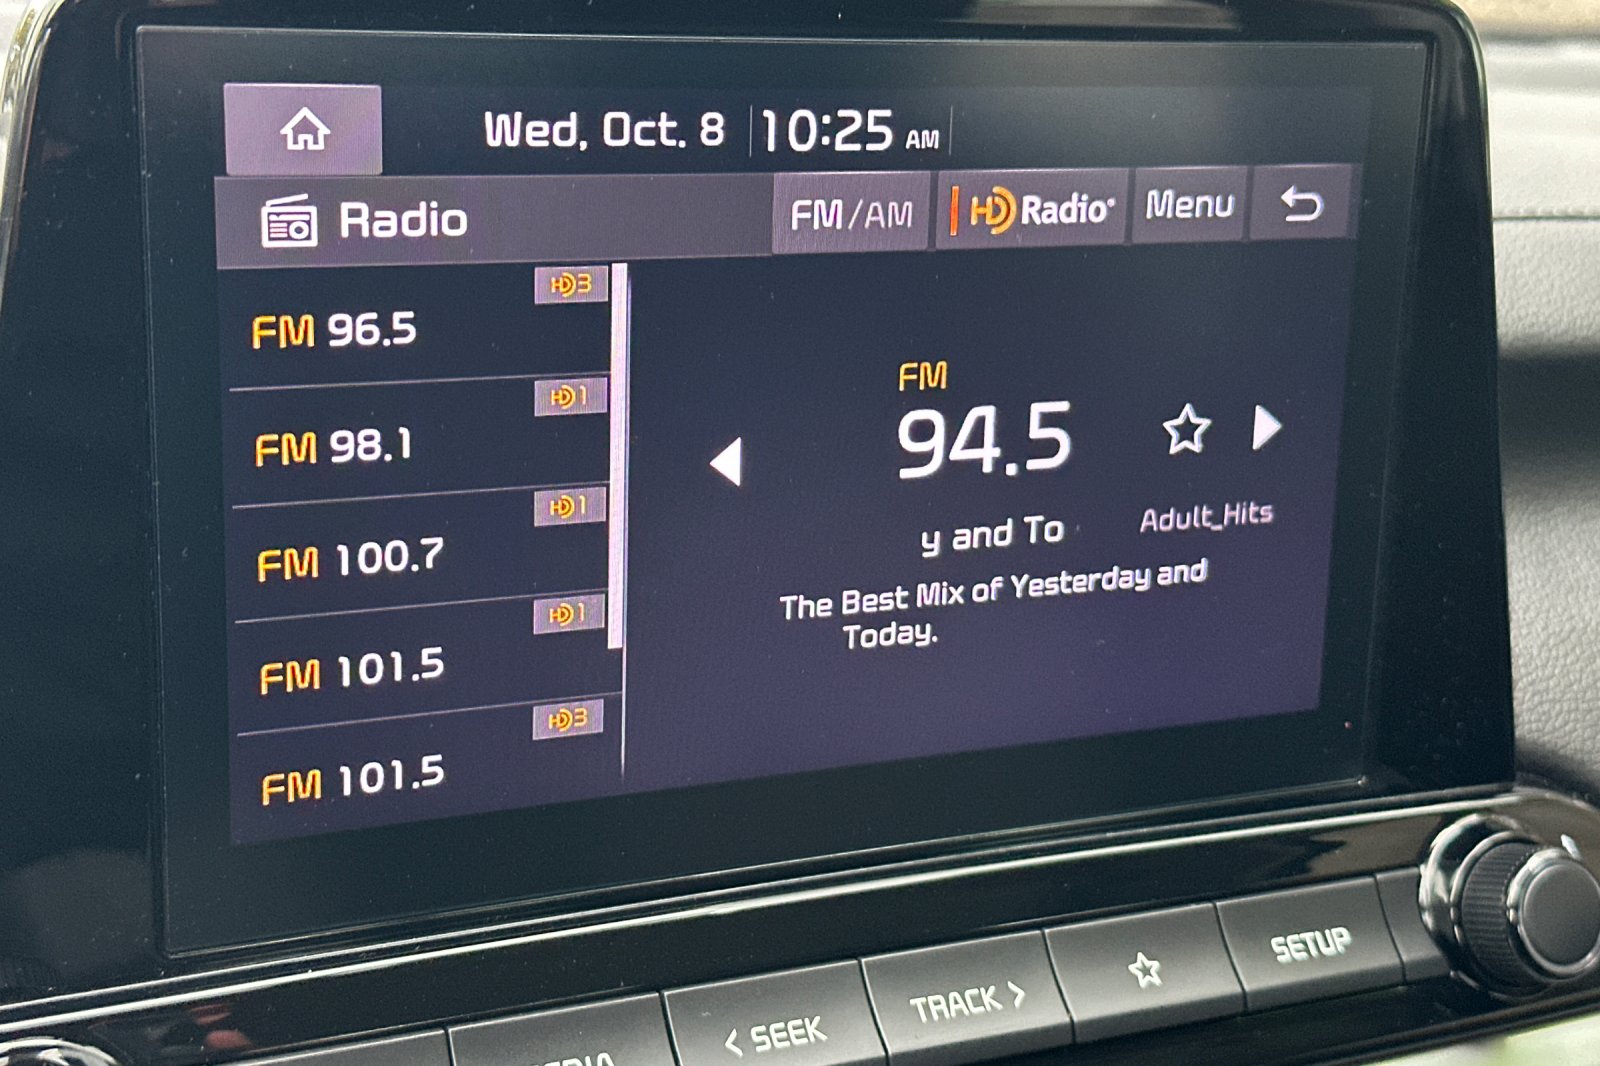 Wed, Oct. 8 10:25 AM
Radio FM/AM HD Radio® Menu
HD3
FM 96.5
HD1
FM 98.1
HD1
FM 100.7
HD1
FM 101.5
HD3
FM 101.5
FM
94.5
y and To
Adult_Hits
The Best Mix of Yesterday and
Today.
< SEEK
TRACK >
SETUP